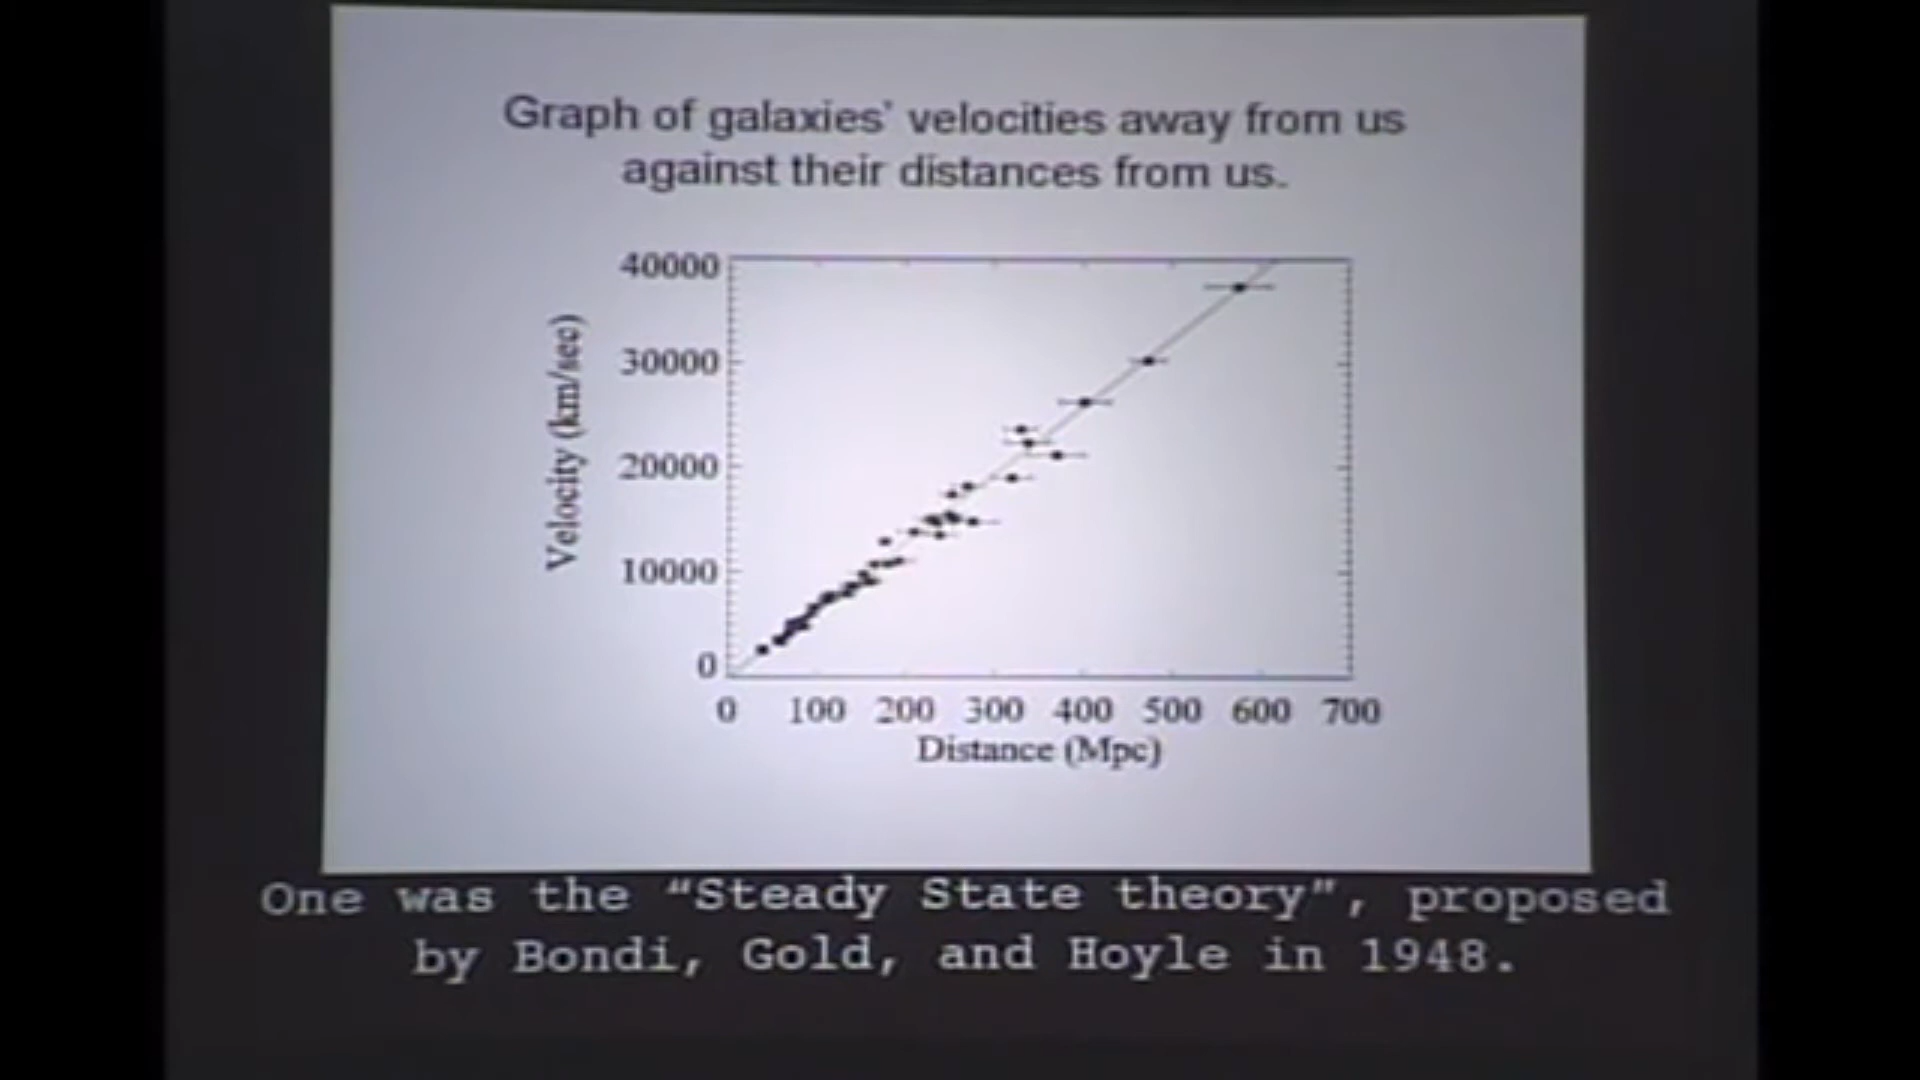 Graph of galaxies' velocities away from us
against their distances from us.
40000
30000
20000
10000
0
Velocity (km/sec)
0 100 200 300 400 500 600 700
Distance (Mpc)
One was the “Steady State theory”, proposed
by Bondi, Gold, and Hoyle in 1948.